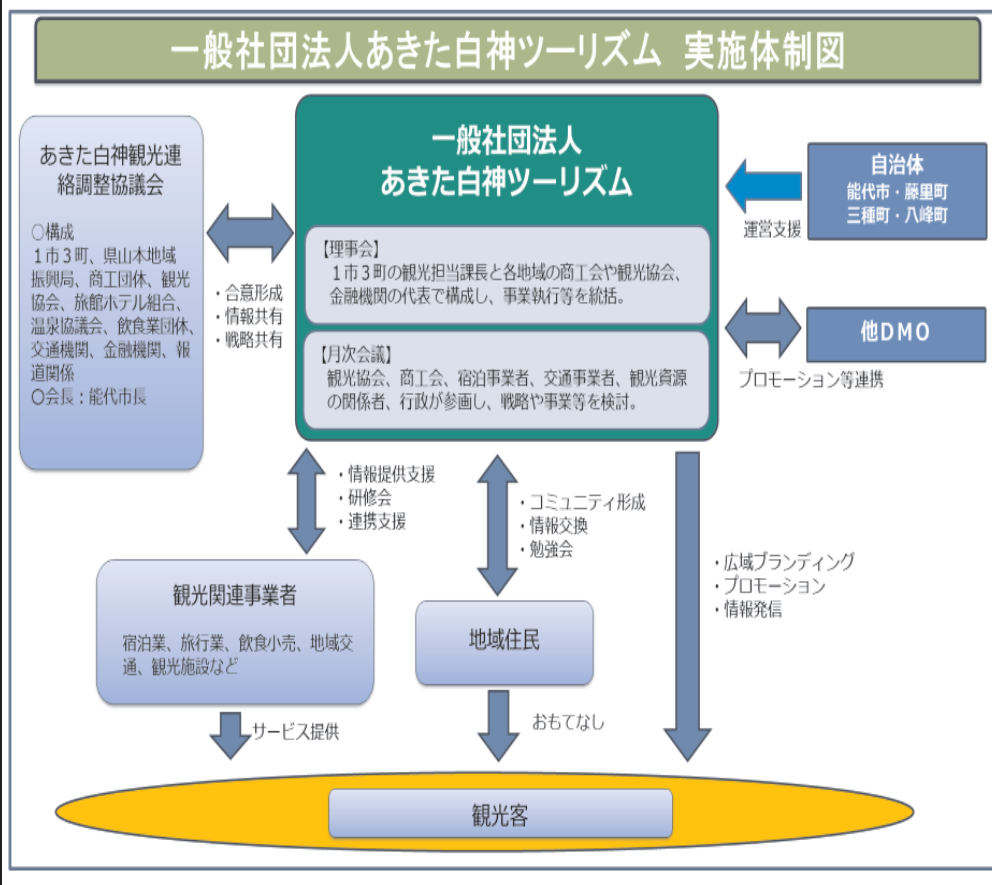 一般社団法人あきた白神ツーリズム 実施体制図
あきた白神観光連
絡調整協議会
○構成
1市3町、県山本地域
振興局、商工団体、観光
協会、旅館ホテル組合、
温泉協議会、飲食業団体、
交通機関、金融機関、報
道関係
○会長：能代市長
・合意形成
・情報共有
・戦略共有
一般社団法人
あきた白神ツーリズム
【理事会】
1市3町の観光担当課長と各地域の商工会や観光協会、
金融機関の代表で構成し、事業執行等を統括。
【月次会議】
観光協会、商工会、宿泊事業者、交通事業者、観光資源
の関係者、行政が参画し、戦略や事業等を検討。
自治体
能代市・藤里町
三種町・八峰町
運営支援
他DMO
プロモーション等連携
・情報提供支援
・研修会
・連携支援
・コミュニティ形成
・情報交換
・勉強会
・広域ブランディング
・プロモーション
・情報発信
観光関連事業者
宿泊業、旅行業、飲食小売、地域交
通、観光施設など
地域住民
サービス提供
おもてなし
観光客